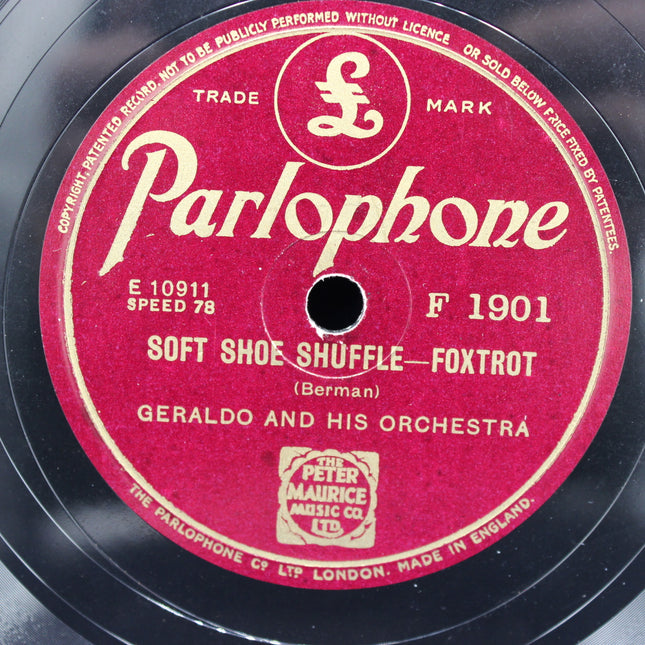 COPYRIGHT. PATENTED RECORD. NOT TO BE PUBLICLY PERFORMED WITHOUT LICENCE OR SOLD BELOW PRICE FIXED BY PATENTEES.
£
TRADE MARK
Parlophone
E 10911
SPEED 78
F 1901
SOFT SHOE SHUFFLE—FOXTROT
(Berman)
GERALDO AND HIS ORCHESTRA
THE
PETER
MAURICE
MUSIC CO.
LTD.
THE PARLOPHONE Cº LTD LONDON. MADE IN ENGLAND.